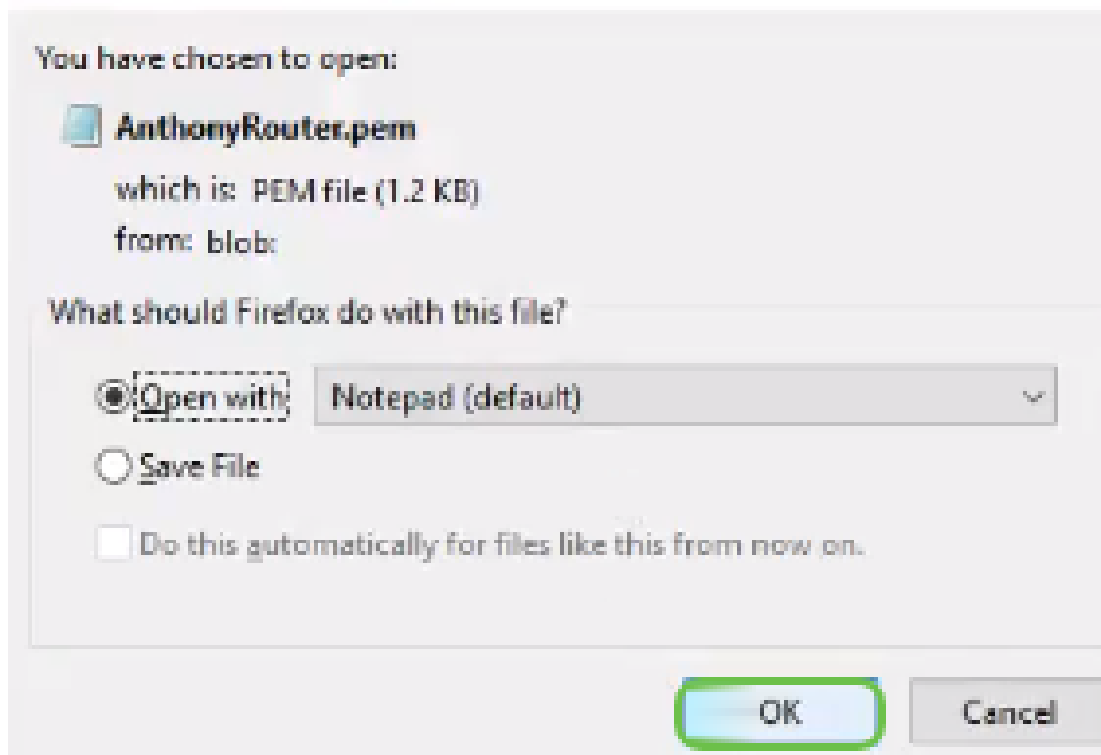 You have chosen to open:
AnthonyRouter.pem
which is: PEM file (1.2 KB)
from: blob:
What should Firefox do with this file?
Open with Notepad (default)
Save File
Do this automatically for files like this from now on.
OK Cancel